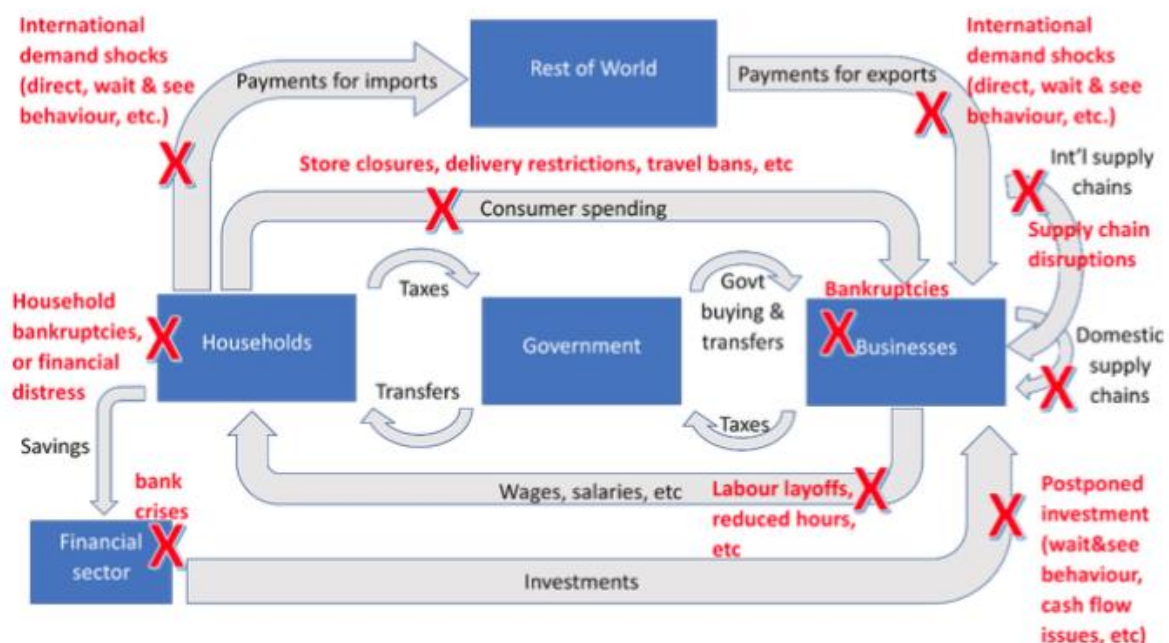 International
demand shocks
(direct, wait & see
behaviour, etc.)
Payments for imports
Rest of World
Payments for exports
International
demand shocks
(direct, wait & see
behaviour, etc.)
X
X
Store closures, delivery restrictions, travel bans, etc
X
Consumer spending
Int'l supply
chains
X
Supply chain
disruptions
Household
bankruptcies,
or financial
distress
X
Households
Taxes
Transfers
Government
Govt
buying &
transfers
Taxes
Bankruptcies
X
Businesses
Domestic
supply
chains
X
Savings
bank
crises
X
Financial
sector
Wages, salaries, etc
Labour layoffs,
reduced hours,
etc
X
Investments
X
Postponed
investment
(wait&see
behaviour,
cash flow
issues, etc)